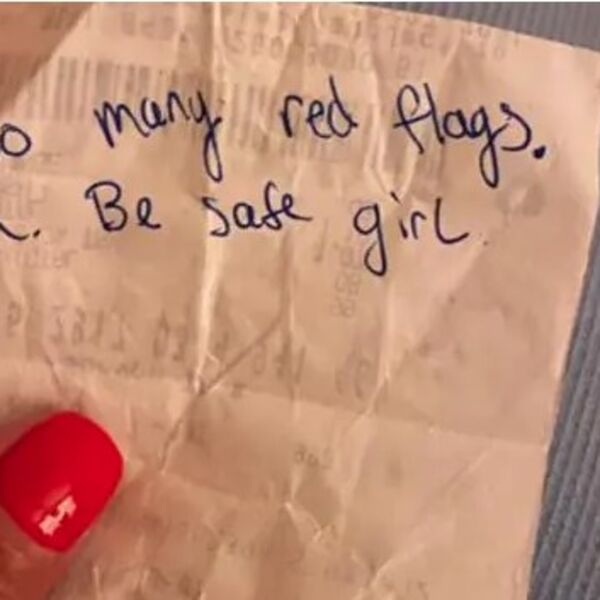 many red flags.
Be safe girl